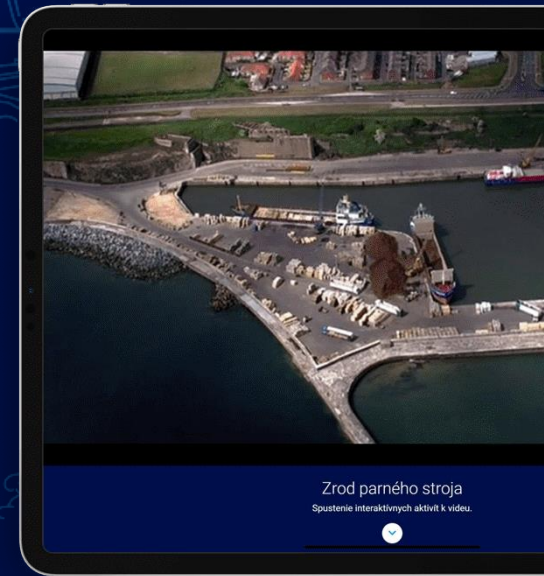 Zrod parného stroja
Spustenie interaktívnych aktivít k videu.